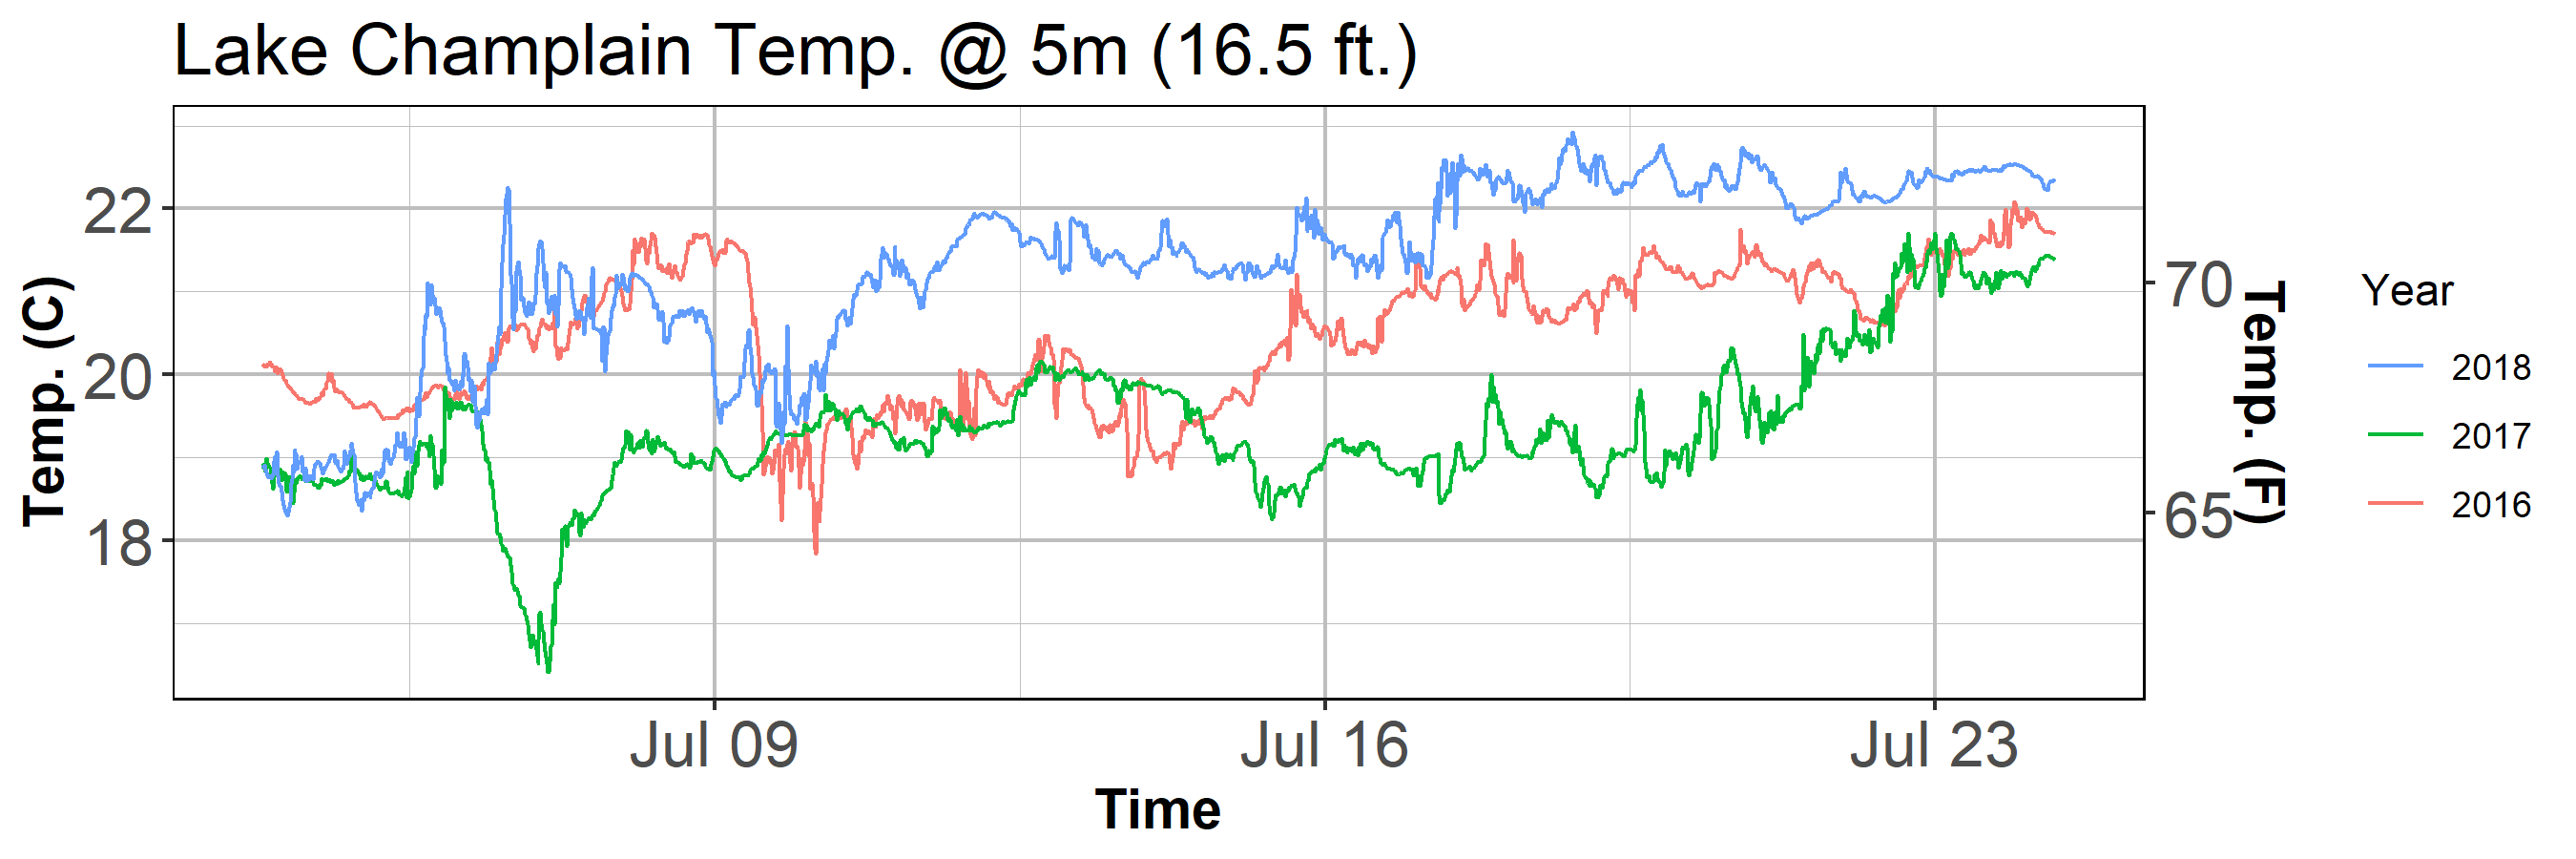 Lake Champlain Temp. @ 5m (16.5 ft.)
Temp. (C)
22
20
18
70
65
Temp. (F)
Jul 09
Jul 16
Jul 23
Time
Year
2018
2017
2016